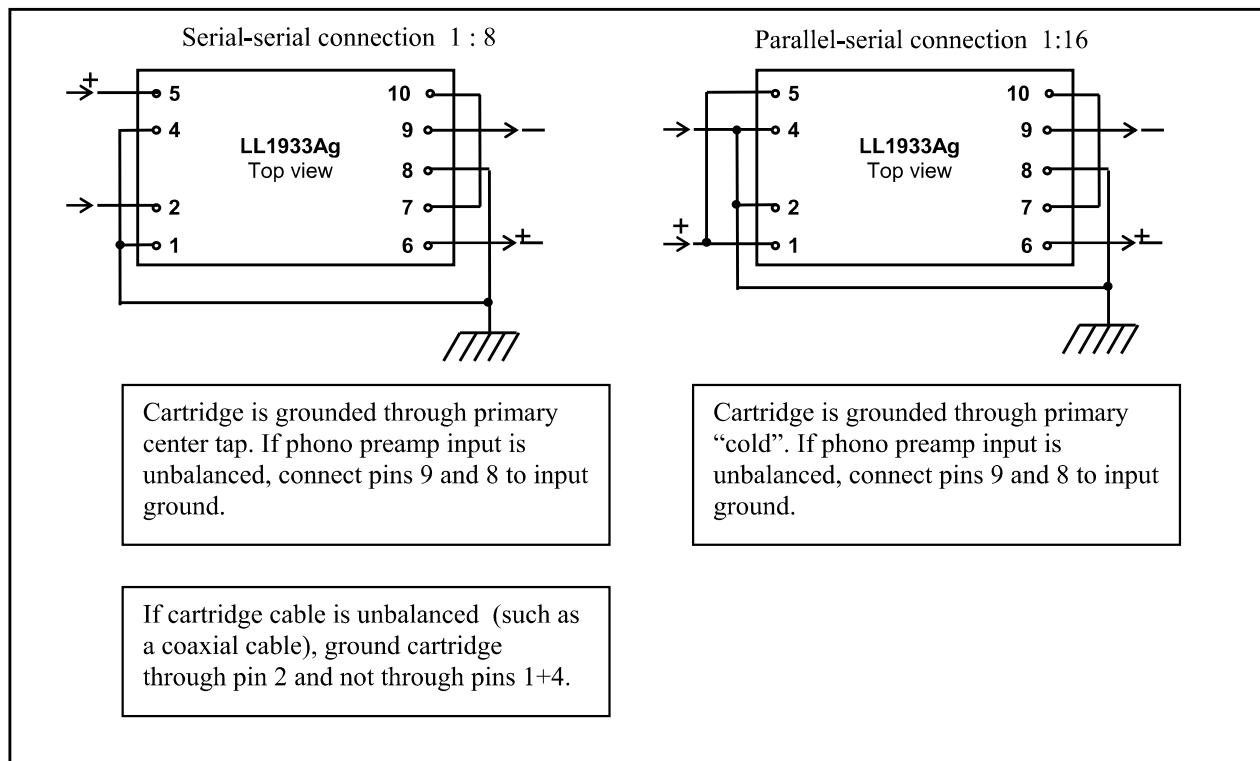 Serial-serial connection 1 : 8
+
5
4
2
1
LL1933Ag
Top view
10
9
8
7
6
—
+
—
Cartridge is grounded through primary
center tap. If phono preamp input is
unbalanced, connect pins 9 and 8 to input
ground.
If cartridge cable is unbalanced (such as
a coaxial cable), ground cartridge
through pin 2 and not through pins 1+4.
Parallel-serial connection 1:16
5
4
2
+
1
LL1933Ag
Top view
10
9
8
7
6
—
+
—
Cartridge is grounded through primary
“cold”. If phono preamp input is
unbalanced, connect pins 9 and 8 to input
ground.